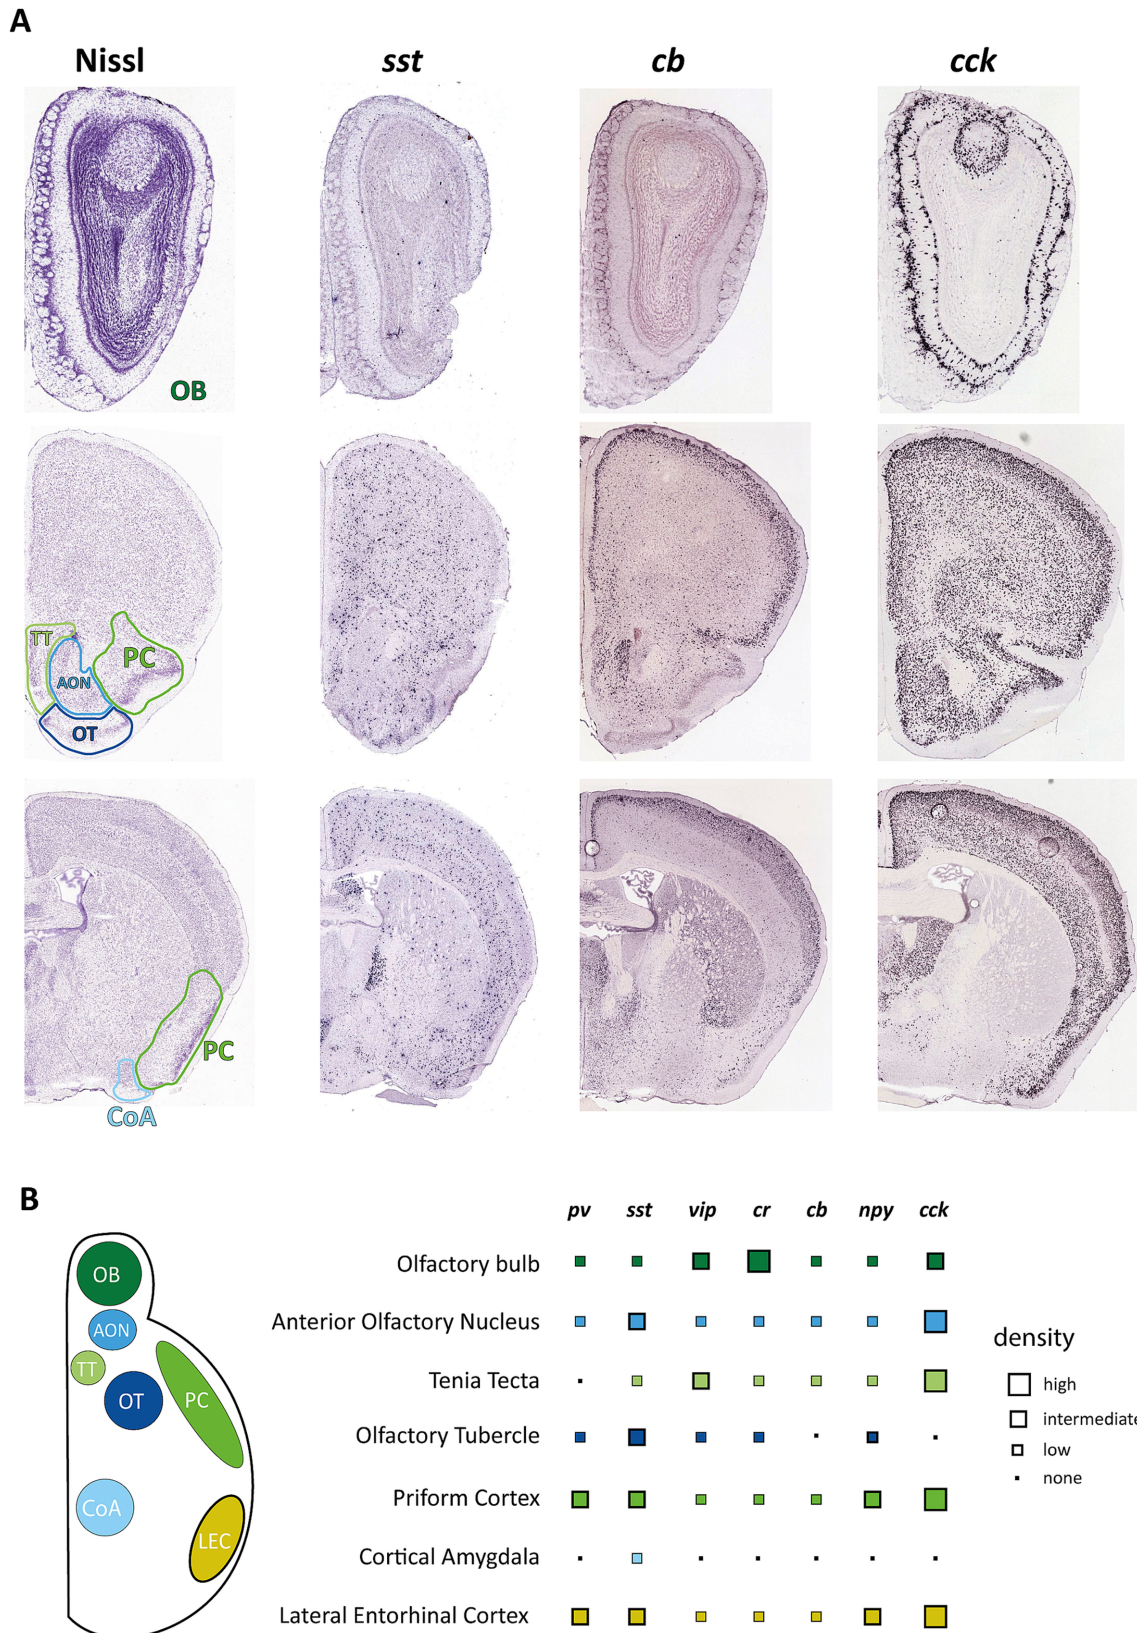 A
Nissl sst cb cck
OB
TT
PC
AON
OT
PC
CoA
B
pv sst vip cr cb npy cck
OB
AON
TT
OT
PC
CoA
LEC
Olfactory bulb
Anterior Olfactory Nucleus
Tenia Tecta
Olfactory Tubercle
Priform Cortex
Cortical Amygdala
Lateral Entorhinal Cortex
density
high
intermediate
low
none